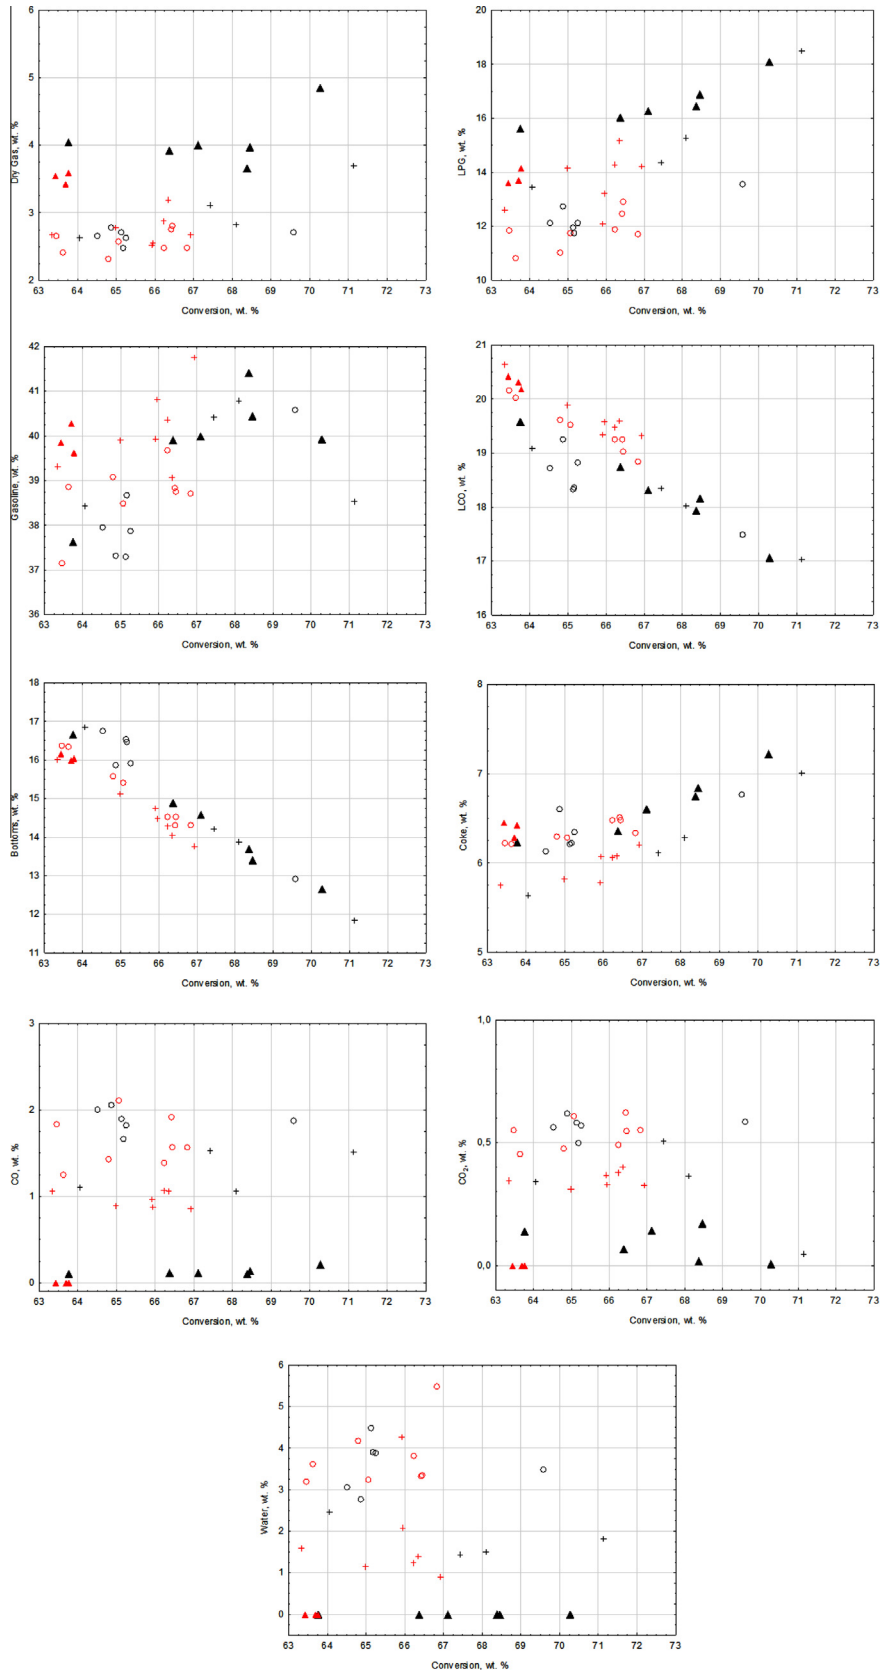 6
5
4
3
2
Dry Gas, wt. %
63 64 65 66 67 68 69 70 71 72 73
Conversion, wt. %
20
18
16
14
12
10
LPG, wt. %
63 64 65 66 67 68 69 70 71 72 73
Conversion, wt. %
42
41
40
39
38
37
36
Gasoline, wt. %
63 64 65 66 67 68 69 70 71 72 73
Conversion, wt. %
21
20
19
18
17
16
LCO, wt. %
63 64 65 66 67 68 69 70 71 72 73
Conversion, wt. %
18
17
16
15
14
13
12
11
Bottoms, wt. %
63 64 65 66 67 68 69 70 71 72 73
Conversion, wt. %
8
7
6
5
Coke, wt. %
63 64 65 66 67 68 69 70 71 72 73
Conversion, wt. %
3
2
1
0
CO, wt. %
63 64 65 66 67 68 69 70 71 72 73
Conversion, wt. %
1,0
0,5
0,0
CO₂, wt. %
63 64 65 66 67 68 69 70 71 72 73
Conversion, wt. %
6
5
4
3
2
1
0
Water, wt. %
63 64 65 66 67 68 69 70 71 72 73
Conversion, wt. %